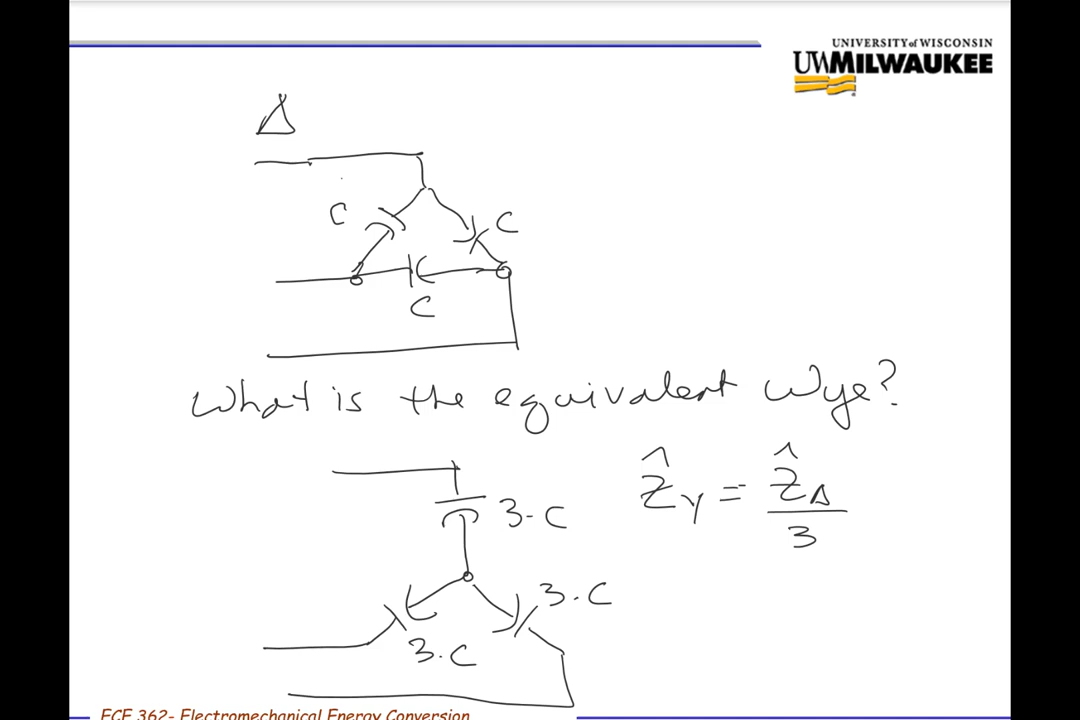 UNIVERSITY of WISCONSIN
UWMILWAUKEE
Δ
C
C
C
What is the equivalent Wye?
3·C
Ẑ_Y = Ẑ_Δ / 3
3·C
3·C
ECE 362- Electromechanical Energy Conversion